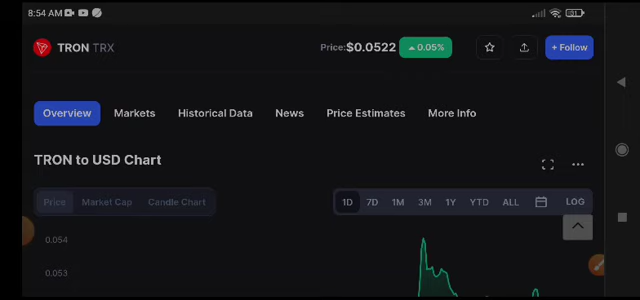 8:54 AM
TRON TRX
Price: $0.0522 0.05%
+ Follow
Overview Markets Historical Data News Price Estimates More Info
TRON to USD Chart
Price Market Cap Candle Chart
1D 7D 1M 3M 1Y YTD ALL LOG
0.054
0.053